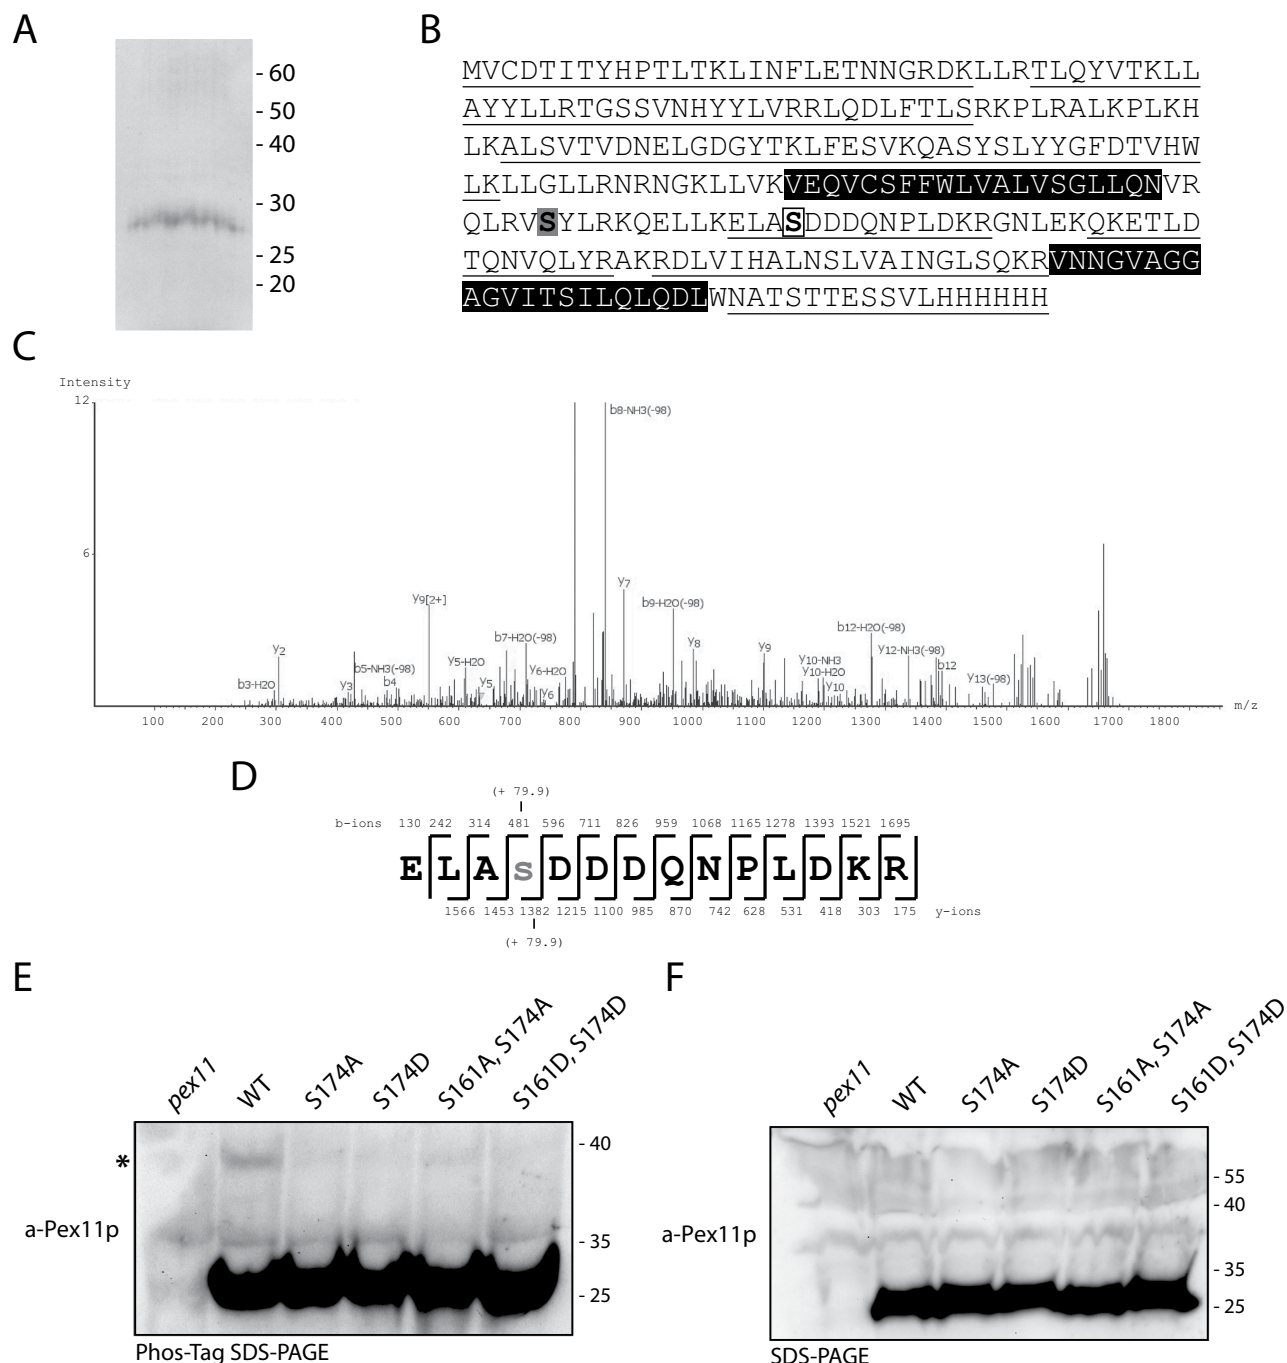 A
- 60
- 50
- 40
- 30
- 25
- 20
B
MVCDTITYHPTLTKLINFLETNNGRDKLLRTLQYVTKLL
AYYLLRTGSSVNHYYLVRRLQDLFTLSRKPLRALKPLKH
LKALSVTVDNELGDGYTKLFESVKQASYSLYYGFDTVHW
LKLLGLLRNRNGKLLVKVEQVCSFFWLVALVSGLLQNVR
QLRVSYLRKQELLKELASDDDQNPLDKRGNLEKQKETLD
TQNVQLYRAKRDLVIHALNSLVAINGLSQKRVNNGVAGG
AGVITSILQLQDLWNATSTTESSVLHHHHHH
C
Intensity
12
6
b3-H2O
y2
y3
b5-NH3(-98)
b4
y9[2+]
y5-H2O
y5
b7-H2O(-98)
y6-H2O
y6
b8-NH3(-98)
y7
b9-H2O(-98)
y8
y9
y10-NH3
y10-H2O
y10
b12-H2O(-98)
y12-NH3(-98)
b12
y13(-98)
100 200 300 400 500 600 700 800 900 1000 1100 1200 1300 1400 1500 1600 1700 1800
m/z
D
(+ 79.9)
b-ions 130 242 314 481 596 711 826 959 1068 1165 1278 1393 1521 1695
E L A s D D D Q N P L D K R
1566 1453 1382 1215 1100 985 870 742 628 531 418 303 175 y-ions
(+ 79.9)
E
pex11 WT S174A S174D S161A, S174A S161D, S174D
*
a-Pex11p
- 40
- 35
- 25
Phos-Tag SDS-PAGE
F
pex11 WT S174A S174D S161A, S174A S161D, S174D
a-Pex11p
- 55
- 40
- 35
- 25
SDS-PAGE